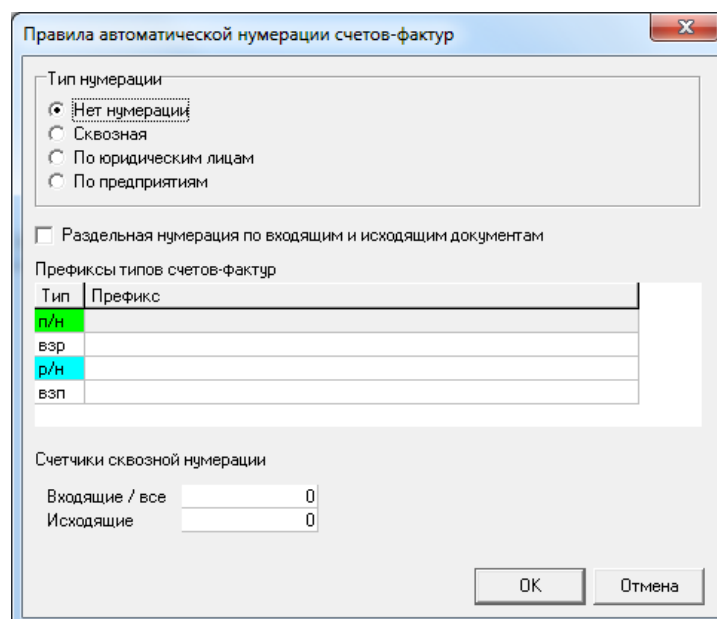 Правила автоматической нумерации счетов-фактур
Тип нумерации
Нет нумерации
Сквозная
По юридическим лицам
По предприятиям
Раздельная нумерация по входящим и исходящим документам
Префиксы типов счетов-фактур
Тип Префикс
п/н
взр
р/н
взп
Счетчики сквозной нумерации
Входящие / все 0
Исходящие 0
OK Отмена